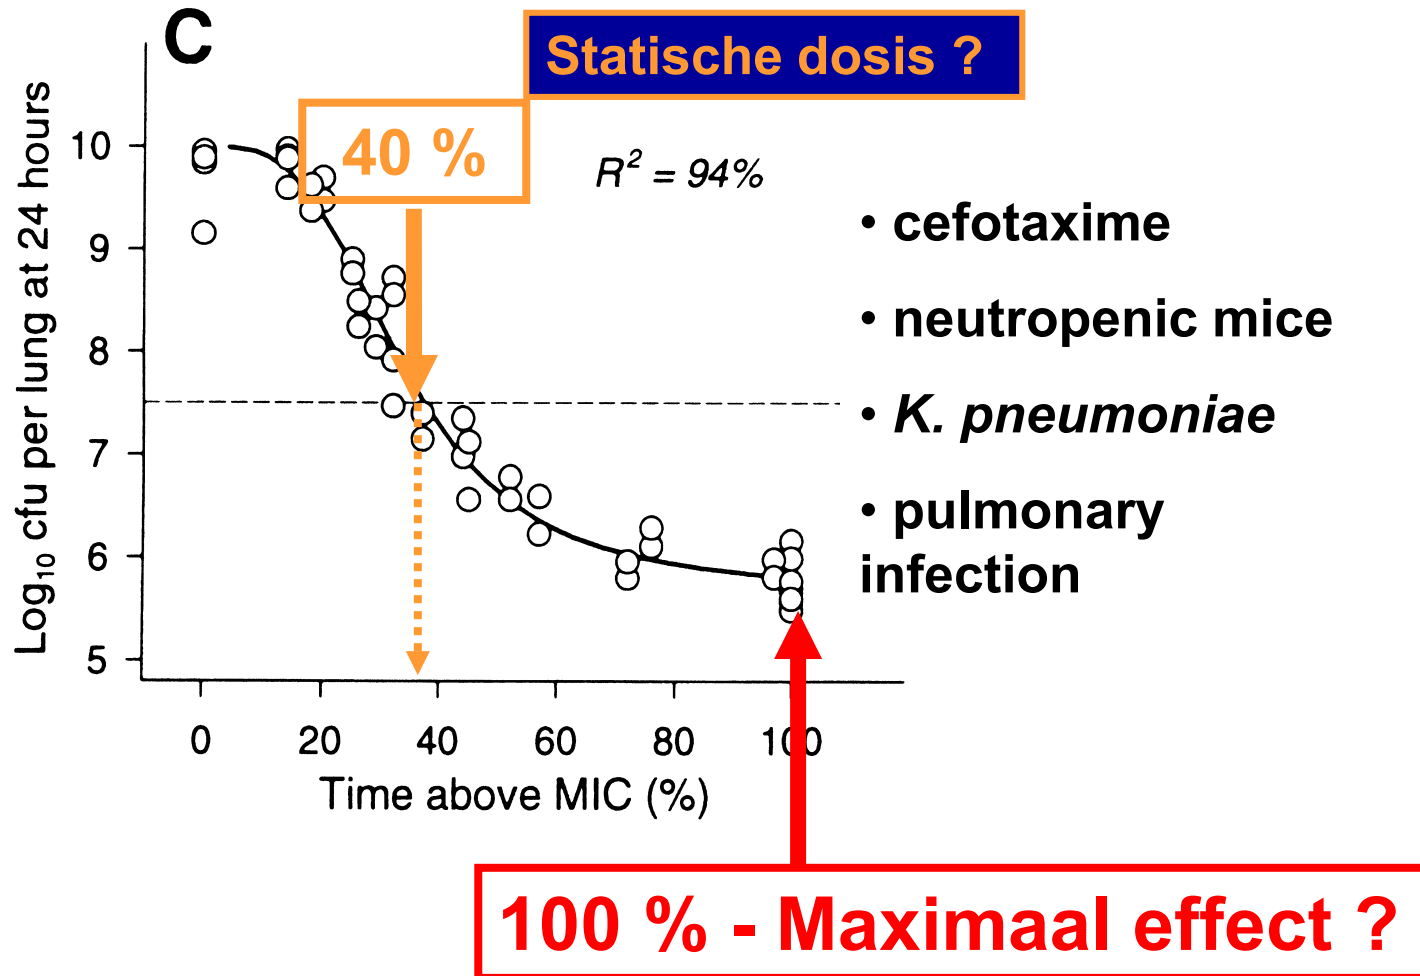 C
Statische dosis ?
40 %
R² = 94%
Log₁₀ cfu per lung at 24 hours
10
9
8
7
6
5
0 20 40 60 80 100
Time above MIC (%)
• cefotaxime
• neutropenic mice
• K. pneumoniae
• pulmonary
infection
100 % - Maximaal effect ?